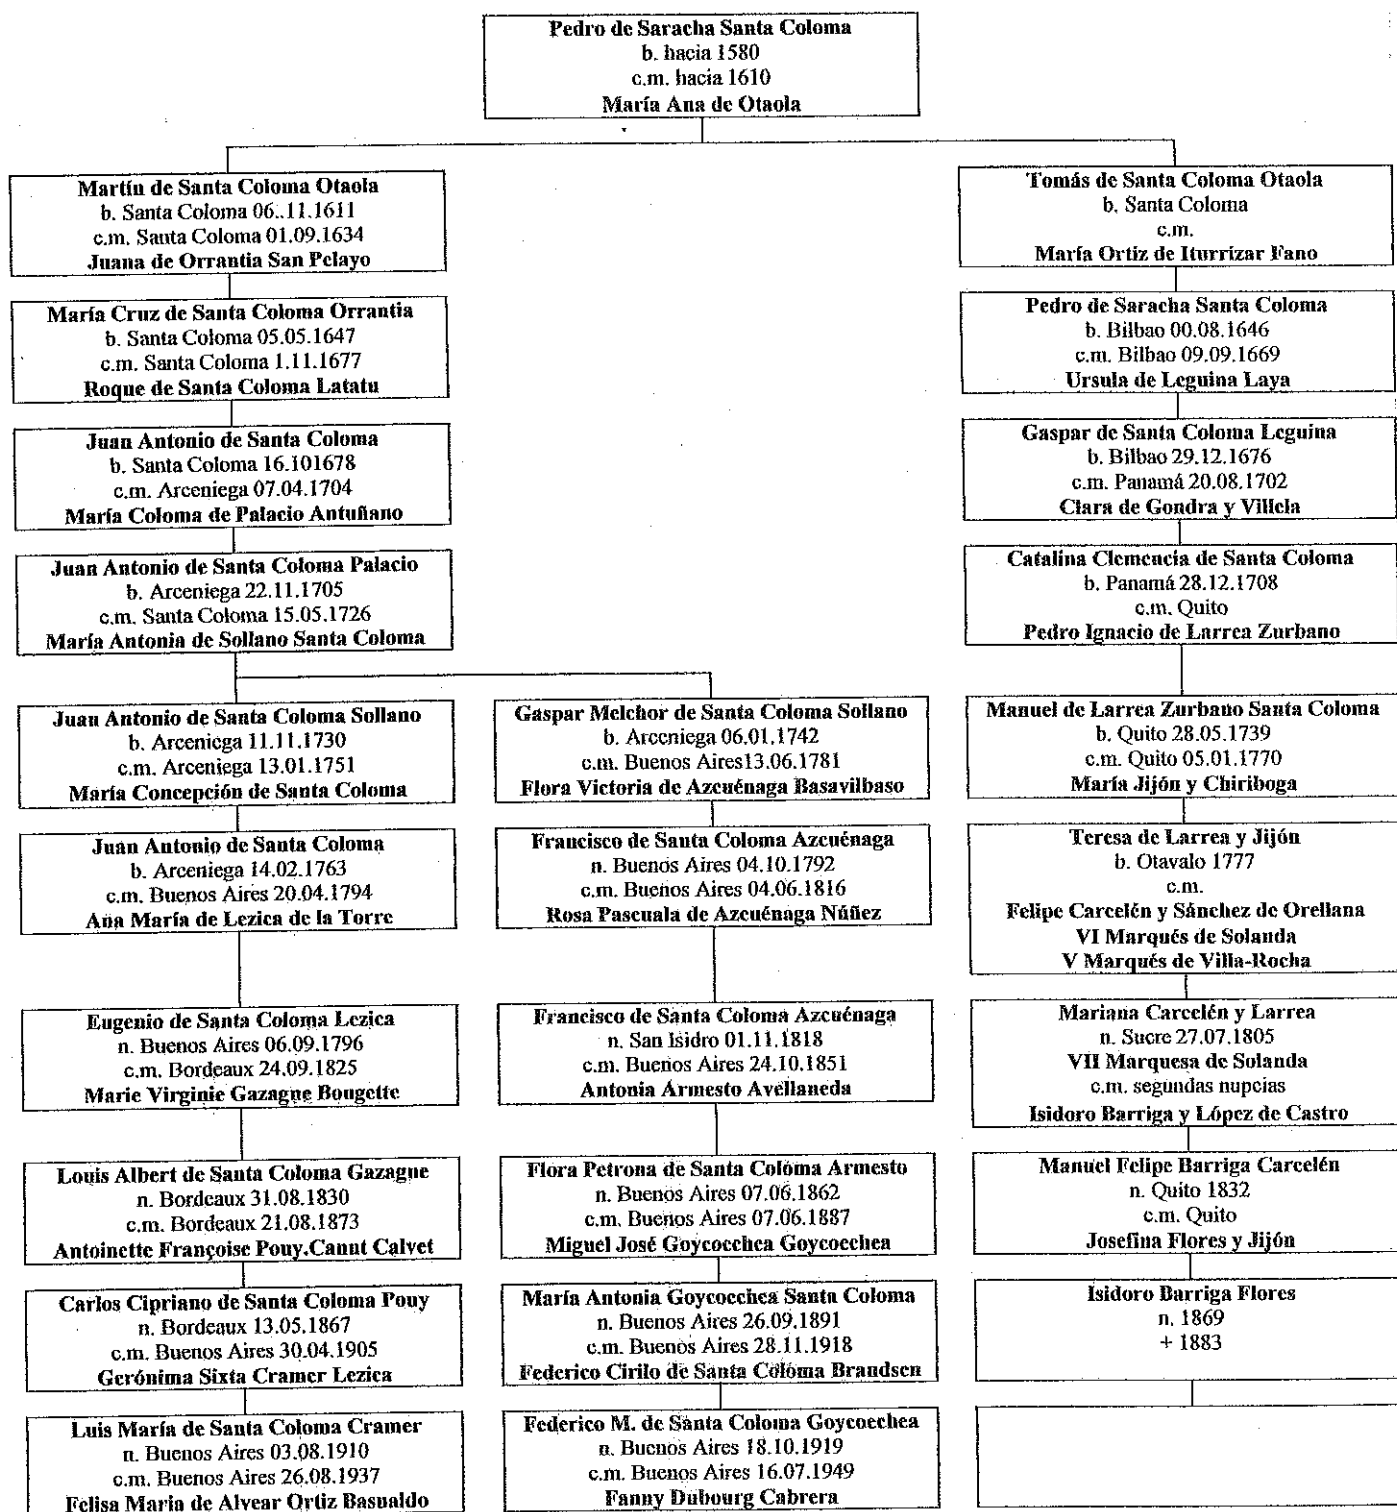 Pedro de Saracha Santa Coloma
b. hacia 1580
c.m. hacia 1610
María Ana de Otaola
Martín de Santa Coloma Otaola
b. Santa Coloma 06..11.1611
c.m. Santa Coloma 01.09.1634
Juana de Orrantia San Pelayo
María Cruz de Santa Coloma Orrantia
b. Santa Coloma 05.05.1647
c.m. Santa Coloma 1.11.1677
Roque de Santa Coloma Latatu
Juan Antonio de Santa Coloma
b. Santa Coloma 16.101678
c.m. Arceniega 07.04.1704
María Coloma de Palacio Antuñano
Juan Antonio de Santa Coloma Palacio
b. Arceniega 22.11.1705
c.m. Santa Coloma 15.05.1726
María Antonia de Sollano Santa Coloma
Juan Antonio de Santa Coloma Sollano
b. Arceniega 11.11.1730
c.m. Arceniega 13.01.1751
María Concepción de Santa Coloma
Juan Antonio de Santa Coloma
b. Arceniega 14.02.1763
c.m. Buenos Aires 20.04.1794
Ana María de Lezica de la Torre
Eugenio de Santa Coloma Lezica
n. Buenos Aires 06.09.1796
c.m. Bordeaux 24.09.1825
Marie Virginie Gazagne Bougette
Louis Albert de Santa Coloma Gazagne
n. Bordeaux 31.08.1830
c.m. Bordeaux 21.08.1873
Antoinette Françoise Pouy.Canut Calvet
Carlos Cipriano de Santa Coloma Pouy
n. Bordeaux 13.05.1867
c.m. Buenos Aires 30.04.1905
Gerónima Sixta Cramer Lezica
Luis María de Santa Coloma Cramer
n. Buenos Aires 03.08.1910
c.m. Buenos Aires 26.08.1937
Felisa María de Alvear Ortiz Basualdo
Gaspar Melchor de Santa Coloma Sollano
b. Arceniega 06.01.1742
c.m. Buenos Aires13.06.1781
Flora Victoria de Azcuénaga Basavilbaso
Francisco de Santa Coloma Azcuénaga
n. Buenos Aires 04.10.1792
c.m. Buenos Aires 04.06.1816
Rosa Pascuala de Azcuénaga Núñez
Francisco de Santa Coloma Azcuénaga
n. San Isidro 01.11.1818
c.m. Buenos Aires 24.10.1851
Antonia Armesto Avellaneda
Flora Petrona de Santa Coloma Armesto
n. Buenos Aires 07.06.1862
c.m. Buenos Aires 07.06.1887
Miguel José Goycoechea Goycoechea
María Antonia Goycoechea Santa Coloma
n. Buenos Aires 26.09.1891
c.m. Buenos Aires 28.11.1918
Federico Cirilo de Santa Coloma Brandsen
Federico M. de Santa Coloma Goycoechea
n. Buenos Aires 18.10.1919
c.m. Buenos Aires 16.07.1949
Fanny Dubourg Cabrera
Tomás de Santa Coloma Otaola
b. Santa Coloma
c.m.
María Ortiz de Iturrizar Fano
Pedro de Saracha Santa Coloma
b. Bilbao 00.08.1646
c.m. Bilbao 09.09.1669
Ursula de Leguina Laya
Gaspar de Santa Coloma Leguina
b. Bilbao 29.12.1676
c.m. Panamá 20.08.1702
Clara de Gondra y Villela
Catalina Clemencia de Santa Coloma
b. Panamá 28.12.1708
c.m. Quito
Pedro Ignacio de Larrea Zurbano
Manuel de Larrea Zurbano Santa Coloma
b. Quito 28.05.1739
c.m. Quito 05.01.1770
María Jijón y Chiriboga
Teresa de Larrea y Jijón
b. Otavalo 1777
c.m.
Felipe Carcelén y Sánchez de Orellana
VI Marqués de Solanda
V Marqués de Villa-Rocha
Mariana Carcelén y Larrea
n. Sucre 27.07.1805
VII Marquesa de Solanda
c.m. segundas nupcias
Isidoro Barriga y López de Castro
Manuel Felipe Barriga Carcelén
n. Quito 1832
c.m. Quito
Josefina Flores y Jijón
Isidoro Barriga Flores
n. 1869
+ 1883